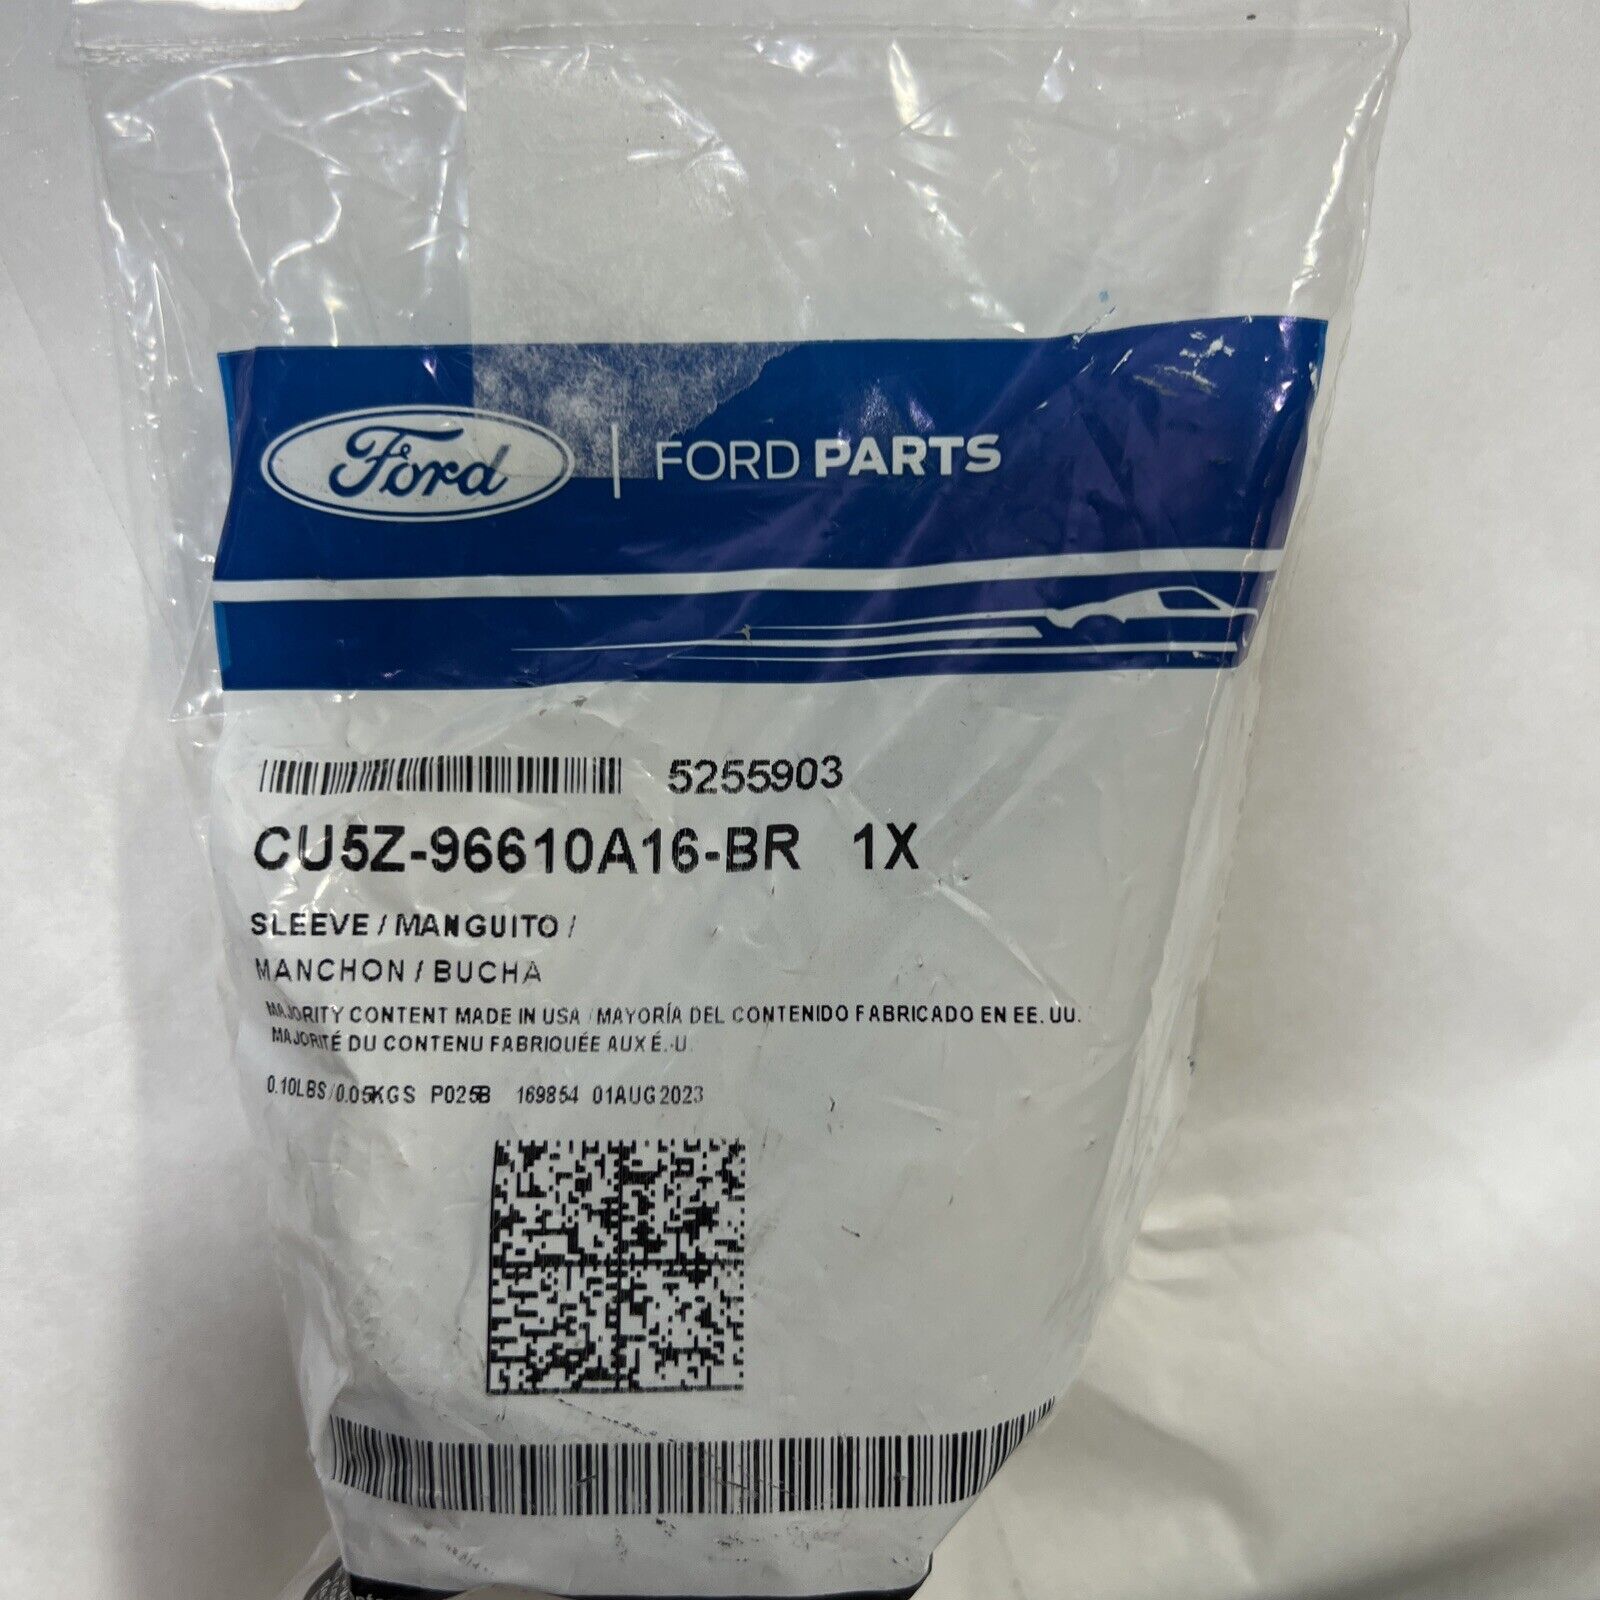 Ford | FORD PARTS
5255903
CU5Z-96610A16-BR 1X
SLEEVE / MANGUITO /
MANCHON / BUCHA
MAJORITY CONTENT MADE IN USA / MAYORÍA DEL CONTENIDO FABRICADO EN EE. UU.
MAJORITÉ DU CONTENU FABRIQUÉE AUX É.-U.
0.10LBS/0.05KGS P025B 169854 01AUG2023